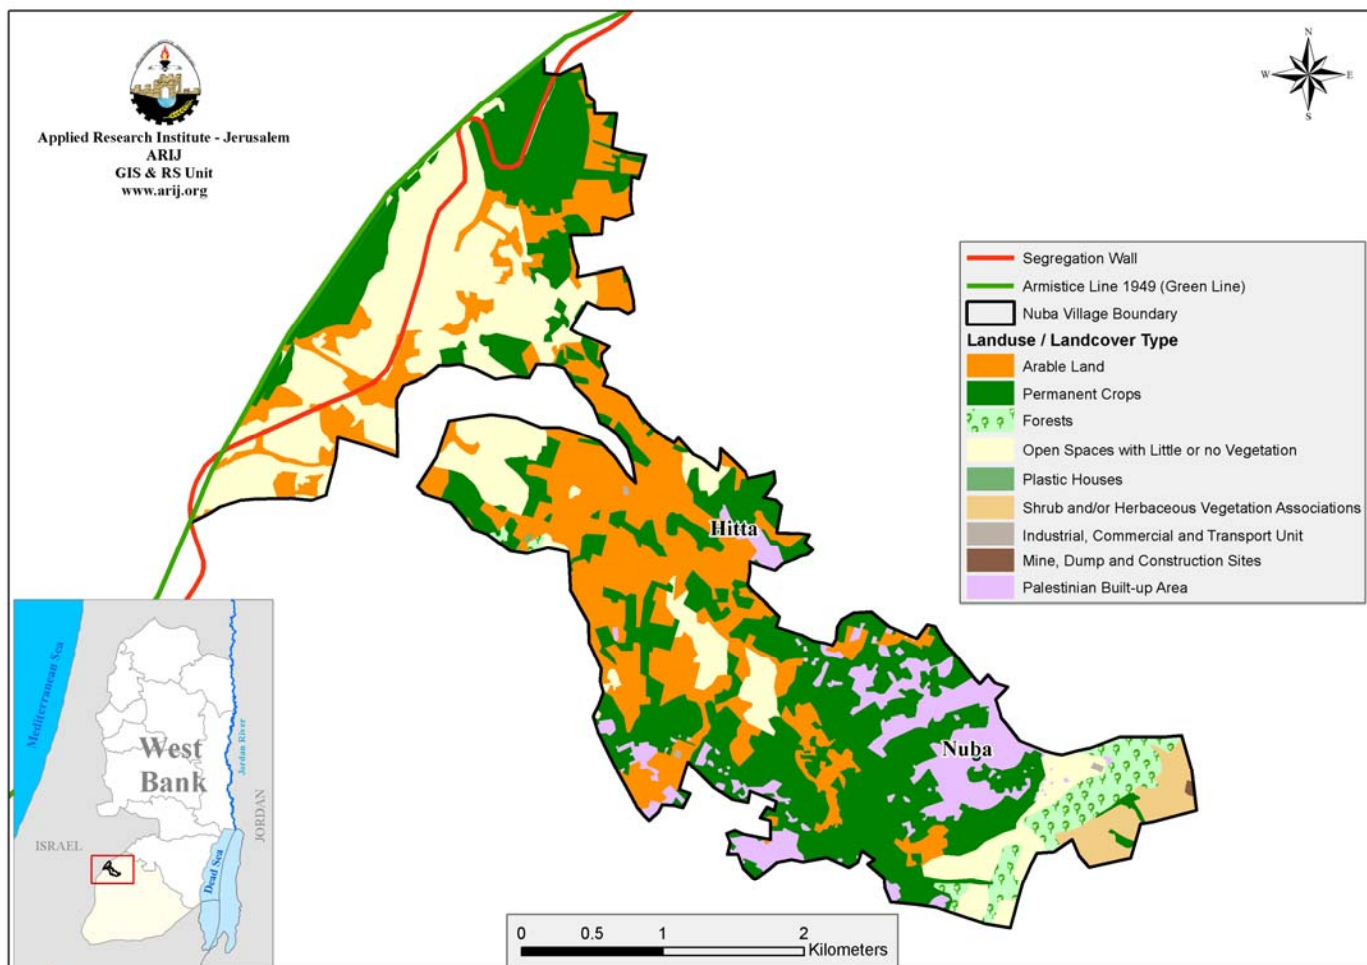 Applied Research Institute - Jerusalem
ARIJ
GIS & RS Unit
www.arij.org
N
W
E
S
Segregation Wall
Armistice Line 1949 (Green Line)
Nuba Village Boundary
Landuse / Landcover Type
Arable Land
Permanent Crops
Forests
Open Spaces with Little or no Vegetation
Plastic Houses
Shrub and/or Herbaceous Vegetation Associations
Industrial, Commercial and Transport Unit
Mine, Dump and Construction Sites
Palestinian Built-up Area
Hitta
Nuba
Mediterranean Sea
West
Bank
Jordan River
JORDAN
ISRAEL
Dead Sea
0 0.5 1 2
Kilometers